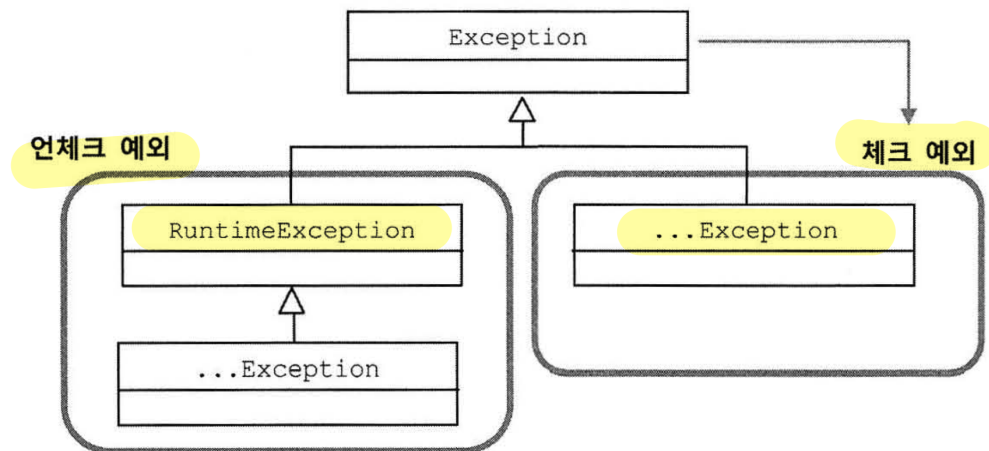 Exception
언체크 예외
체크 예외
RuntimeException
...Exception
...Exception